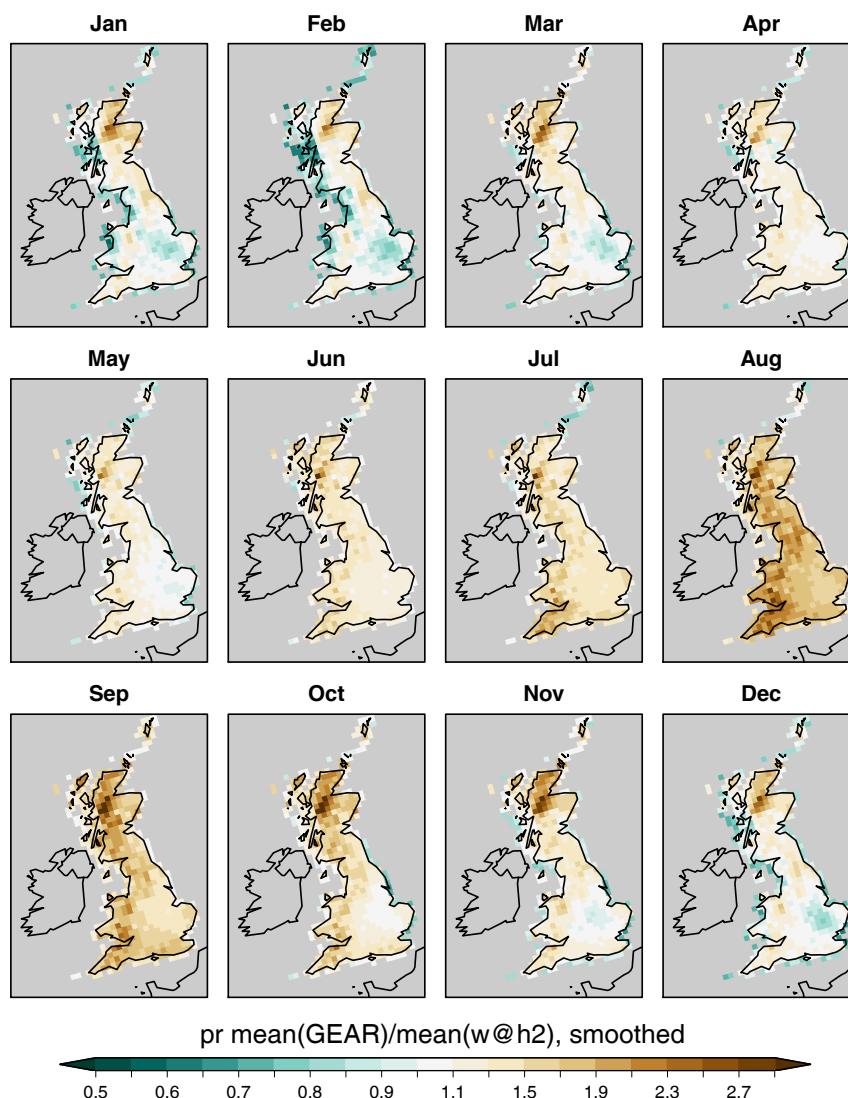 Jan Feb Mar Apr
May Jun Jul Aug
Sep Oct Nov Dec
pr mean(GEAR)/mean(w@h2), smoothed
0.5 0.6 0.7 0.8 0.9 1.1 1.5 1.9 2.3 2.7